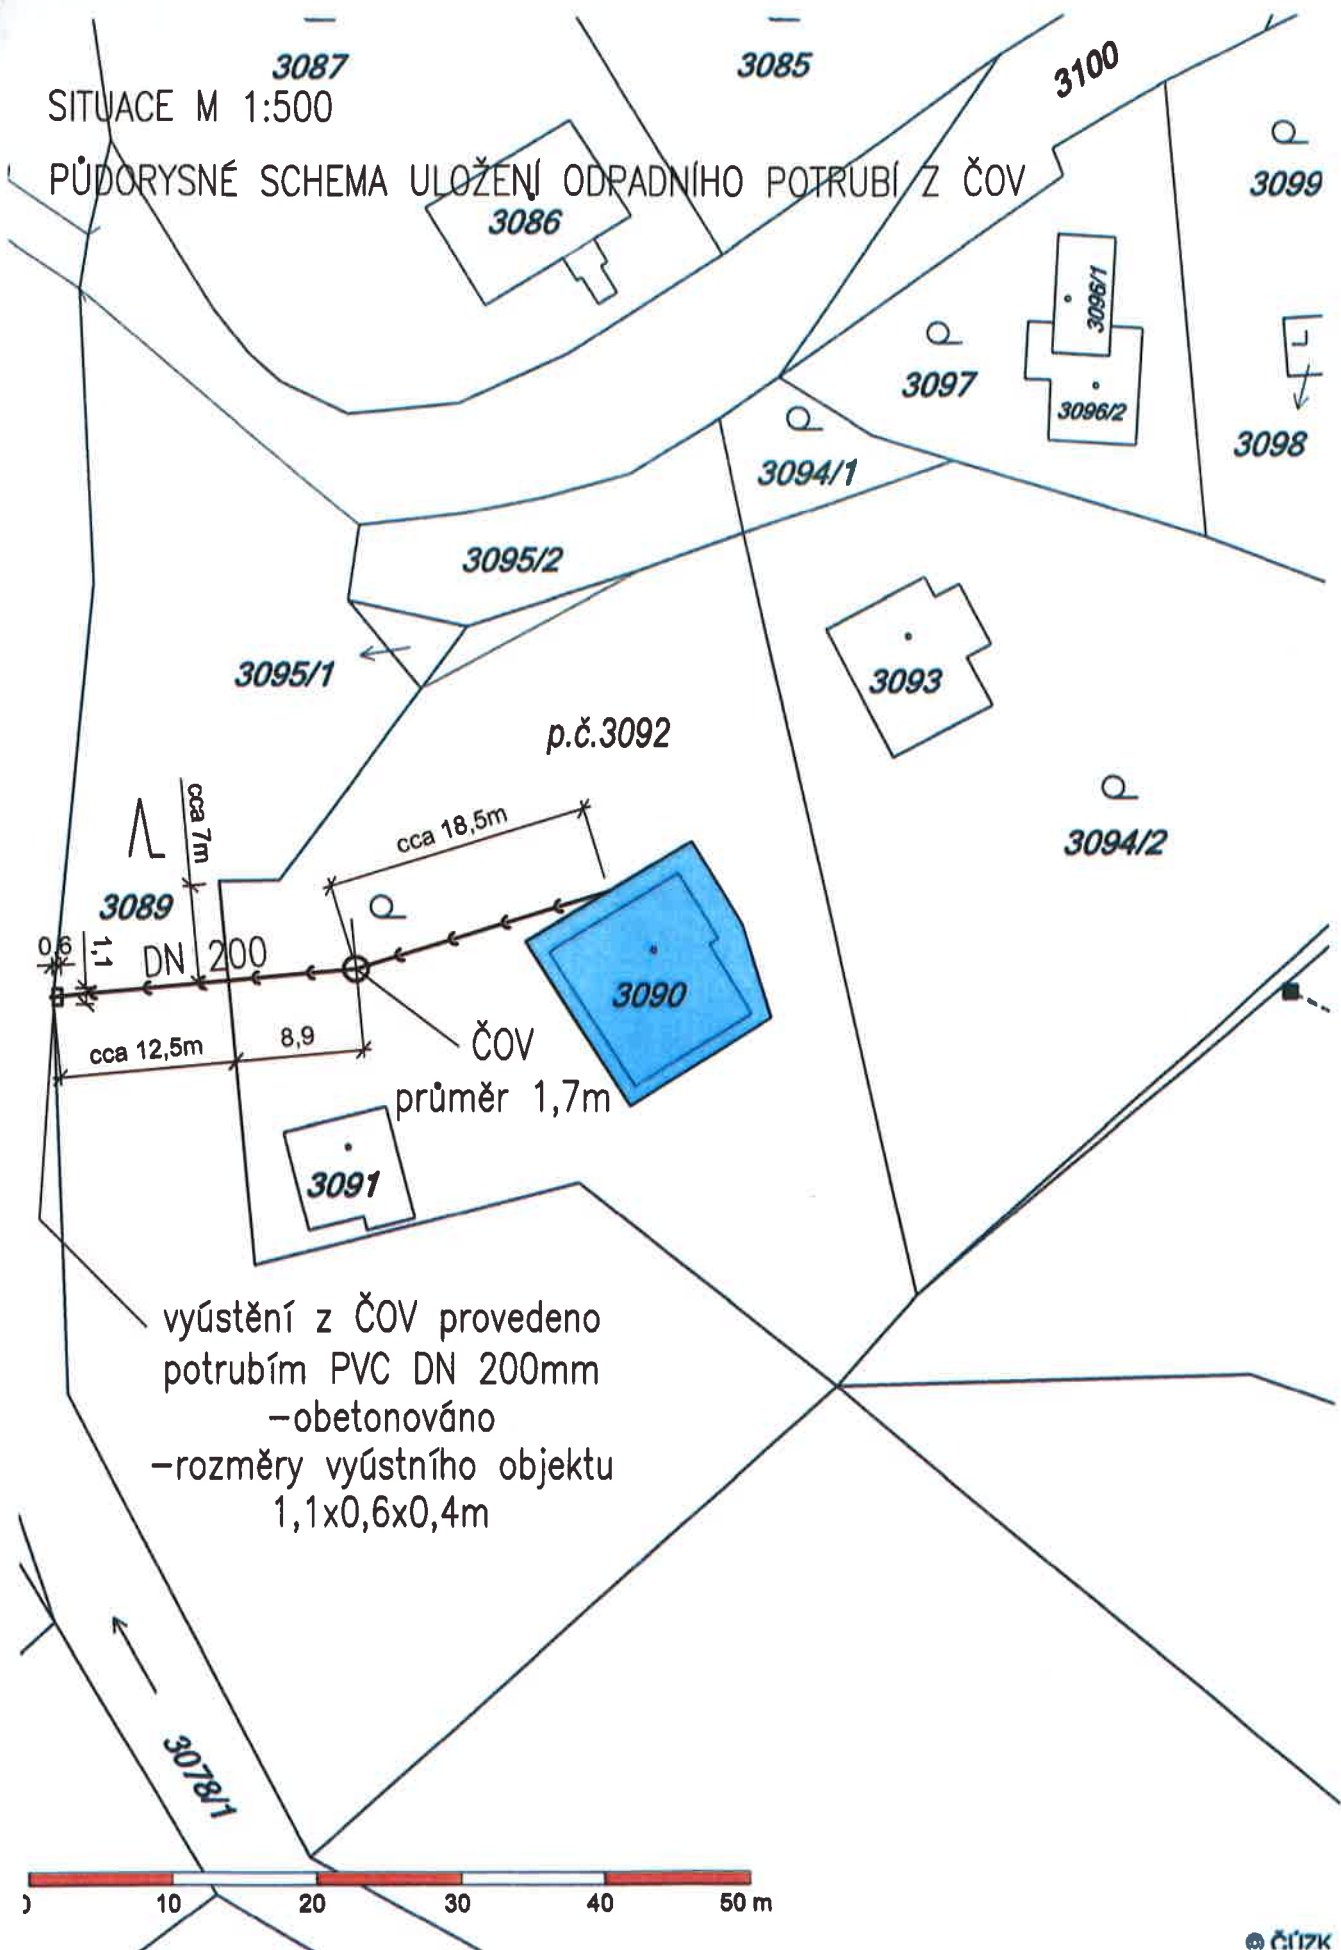 3087
3085
3100
SITUACE M 1:500
PŮDORYSNÉ SCHEMA ULOŽENÍ ODPADNÍHO POTRUBÍ Z ČOV
3099
3086
3096/1
3097
3096/2
3098
3094/1
3095/2
3095/1
3093
p.č.3092
cca 7m
cca 18,5m
3094/2
3089
0,6
1,1
DN 200
3090
cca 12,5m
8,9
ČOV
průměr 1,7m
3091
vyústění z ČOV provedeno
potrubím PVC DN 200mm
-obetonováno
-rozměry vyústního objektu
1,1x0,6x0,4m
3078/1
0 10 20 30 40 50 m
ČÚZK